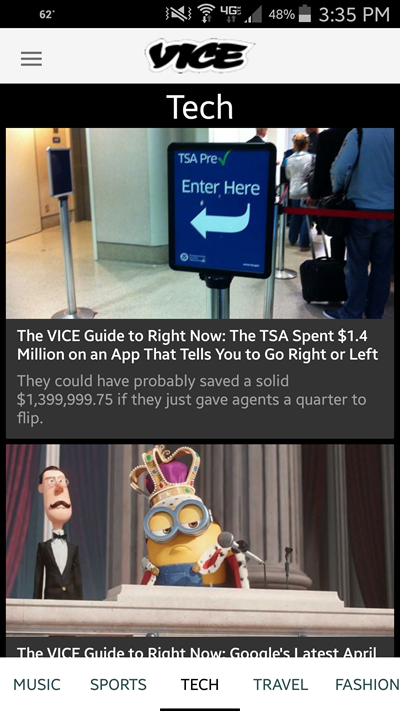 62°
4G
48%
3:35 PM
VICE
Tech
TSA Pre✓
Enter Here
The VICE Guide to Right Now: The TSA Spent $1.4
Million on an App That Tells You to Go Right or Left
They could have probably saved a solid
$1,399,999.75 if they just gave agents a quarter to
flip.
The VICE Guide to Right Now: Google's Latest April
MUSIC
SPORTS
TECH
TRAVEL
FASHION